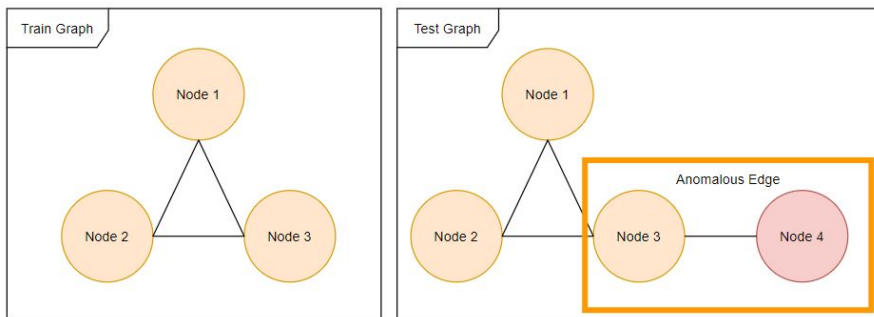 Train Graph
Node 1
Node 2
Node 3
Test Graph
Node 1
Anomalous Edge
Node 2
Node 3
Node 4